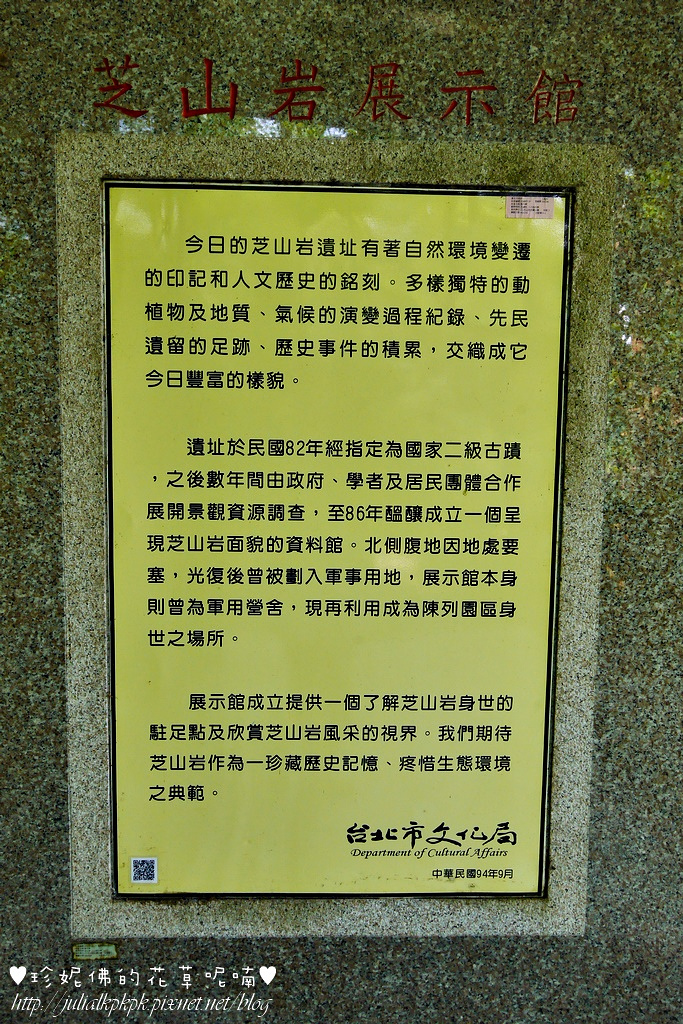 芝山岩展示館
今日的芝山岩遺址有著自然環境變遷
的印記和人文歷史的銘刻。多樣獨特的動
植物及地質、氣候的演變過程紀錄、先民
遺留的足跡、歷史事件的積累，交織成它
今日豐富的樣貌。
遺址於民國82年經指定為國家二級古蹟
，之後數年間由政府、學者及居民團體合作
展開景觀資源調查，至86年醞釀成立一個呈
現芝山岩面貌的資料館。北側腹地因地處要
塞，光復後曾被劃入軍事用地，展示館本身
則曾為軍用營舍，現再利用成為陳列園區身
世之場所。
展示館成立提供一個了解芝山岩身世的
駐足點及欣賞芝山岩風采的視界。我們期待
芝山岩作為一珍藏歷史記憶、疼惜生態環境
之典範。
台北市文化局
Department of Cultural Affairs
中華民國94年9月
♥珍妮佛的花草呢喃♥
http://julialkpkpk.pixnet.net/blog